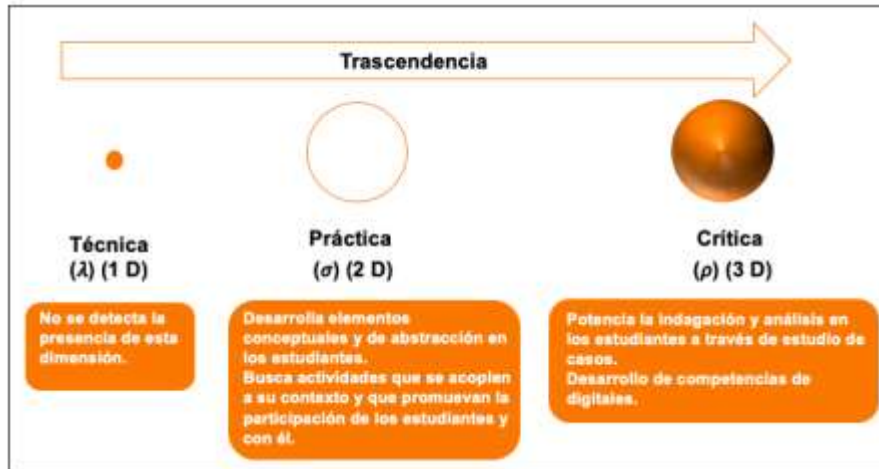 Trascendencia
Técnica
(λ) (1 D)
Práctica
(σ) (2 D)
Crítica
(ρ) (3 D)
No se detecta la
presencia de esta
dimensión.
Desarrolla elementos
conceptuales y de abstracción en
los estudiantes.
Busca actividades que se acoplen
a su contexto y que promuevan la
participación de los estudiantes y
con él.
Potencia la indagación y análisis en
los estudiantes a través de estudio de
casos.
Desarrollo de competencias de
digitales.